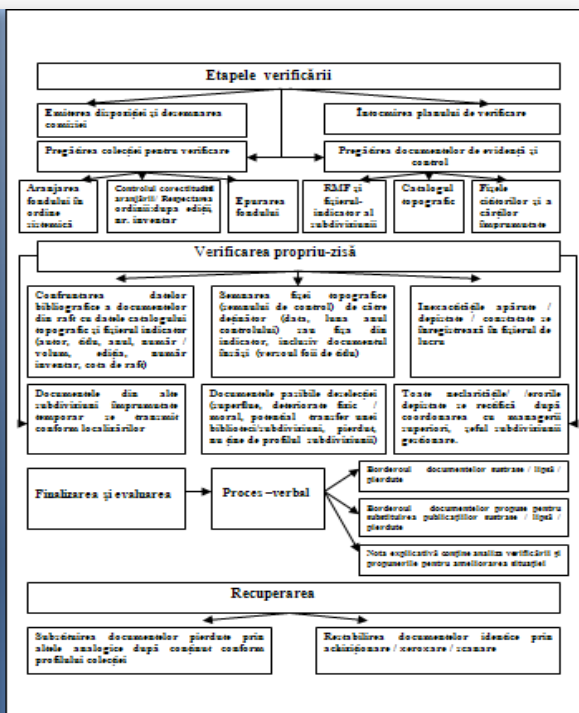 Etapele verificării
Emiterea dispoziției și desemnarea
comisiei
Întocmirea planului de verificare
Pregătirea colecției pentru verificare
Pregătirea documentelor de evidență și
control
Aranjarea
fondului în
ordine
sistemică
Controlul corectitudinii
aranjării/ Respectarea
ordinii:dupa ediții,
nr. inventar
Epurarea
fondului
RMF și
fișierul-
indicator al
subdiviziunii
Catalogul
topografic
Fișele
cititorilor și a
cărților
împrumutate
Verificarea propriu-zisă
Confruntarea datelor
bibliografice a documentelor
din raft cu datele catalogului
topografic și fișierul indicator
(autor, titlu, anul, număr /
volum, ediția, număr
inventar, cota de raft)
Semnarea fișei topografice
(semnului de control) de către
deținător (data, luna anul
controlului) sau fișa din
indicator, inclusiv documentul
însăși (versoul foii de titlu)
Inexactitățile apărute /
depistate / constatate se
înregistrează în fișierul de
lucru
Documentele din alte
subdiviziuni împrumutate
temporar se transmit
conform localizărilor
Documentele pasibile deselecției
(superflue, deteriorate fizic /
moral, potențial transfer unei
biblioteci/subdiviziuni, pierdut,
nu ține de profilul subdiviziunii)
Toate neclaritățile/ /erorile
depistate se rectifică după
coordonarea cu managerii
superiori, șeful subdiviziunii
gestionare.
Finalizarea și evaluarea
Proces –verbal
Borderoul documentelor sustrase / lipsă /
pierdute
Borderoul documentelor propuse pentru
substituirea publicațiilor sustrase / lipsă /
pierdute
Nota explicativă conține analiza verificării și
propunerile pentru ameliorarea situației
Recuperarea
Substituirea documentelor pierdute prin
altele analogice după conținut conform
profilului colecției
Restabilirea documentelor identice prin
achiziționare / xeroxare / scanare